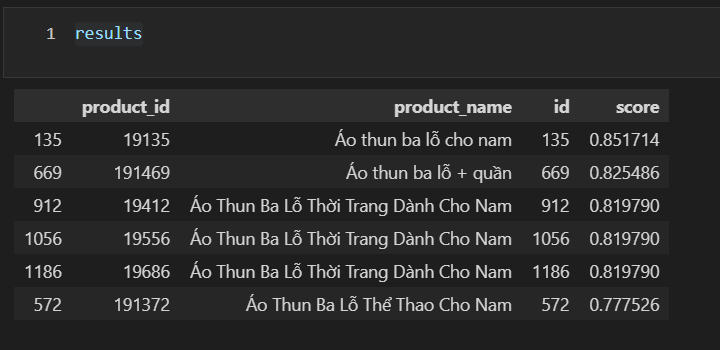 1 results
product_id product_name id score
135 19135 Áo thun ba lỗ cho nam 135 0.851714
669 191469 Áo thun ba lỗ + quần 669 0.825486
912 19412 Áo Thun Ba Lỗ Thời Trang Dành Cho Nam 912 0.819790
1056 19556 Áo Thun Ba Lỗ Thời Trang Dành Cho Nam 1056 0.819790
1186 19686 Áo Thun Ba Lỗ Thời Trang Dành Cho Nam 1186 0.819790
572 191372 Áo Thun Ba Lỗ Thể Thao Cho Nam 572 0.777526